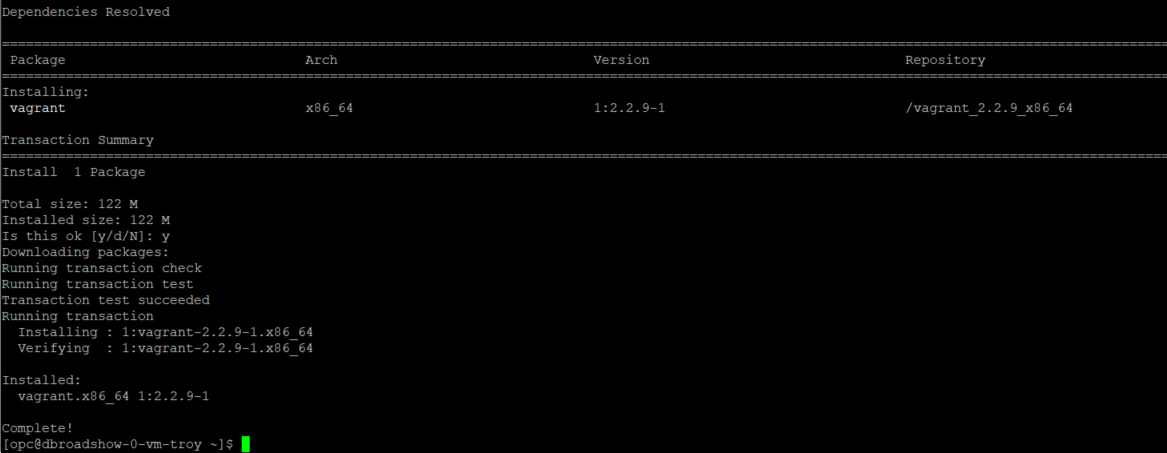 Dependencies Resolved
================================================================================
Package Arch Version Repository
================================================================================
Installing:
vagrant x86_64 1:2.2.9-1 /vagrant_2.2.9_x86_64
Transaction Summary
================================================================================
Install  1 Package
Total size: 122 M
Installed size: 122 M
Is this ok [y/d/N]: y
Downloading packages:
Running transaction check
Running transaction test
Transaction test succeeded
Running transaction
  Installing : 1:vagrant-2.2.9-1.x86_64
  Verifying  : 1:vagrant-2.2.9-1.x86_64
Installed:
  vagrant.x86_64 1:2.2.9-1
Complete!
[opc@dbroadshow-0-vm-troy ~]$